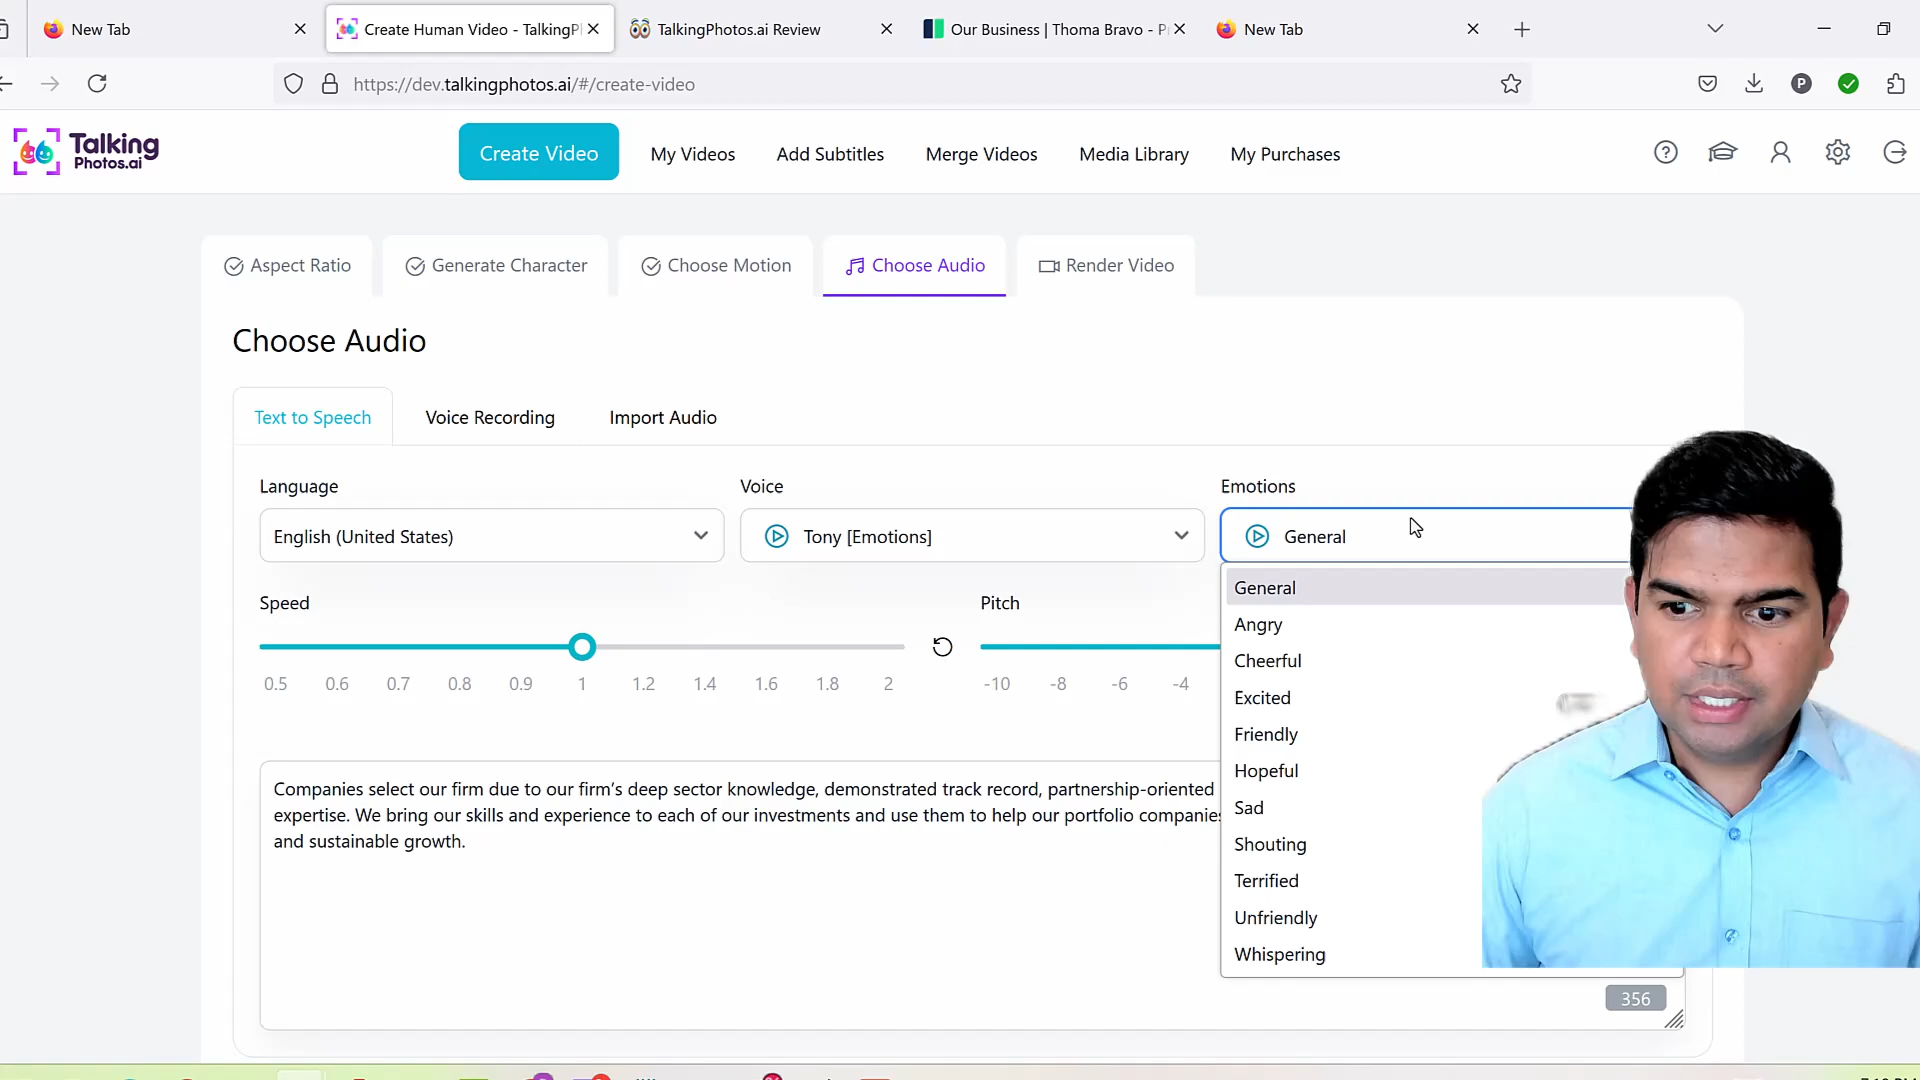 New Tab
Create Human Video - TalkingP
TalkingPhotos.ai Review
Our Business | Thoma Bravo - P
New Tab
https://dev.talkingphotos.ai/#/create-video
P
Talking
Photos.ai
Create Video
My Videos
Add Subtitles
Merge Videos
Media Library
My Purchases
Aspect Ratio
Generate Character
Choose Motion
Choose Audio
Render Video
Choose Audio
Text to Speech
Voice Recording
Import Audio
Language
Voice
Emotions
English (United States)
Tony [Emotions]
General
Speed
Pitch
0.5 0.6 0.7 0.8 0.9 1 1.2 1.4 1.6 1.8 2
-10 -8 -6 -4
General
Angry
Cheerful
Excited
Friendly
Hopeful
Sad
Shouting
Terrified
Unfriendly
Whispering
Companies select our firm due to our firm’s deep sector knowledge, demonstrated track record, partnership-oriented
expertise. We bring our skills and experience to each of our investments and use them to help our portfolio companies
and sustainable growth.
356